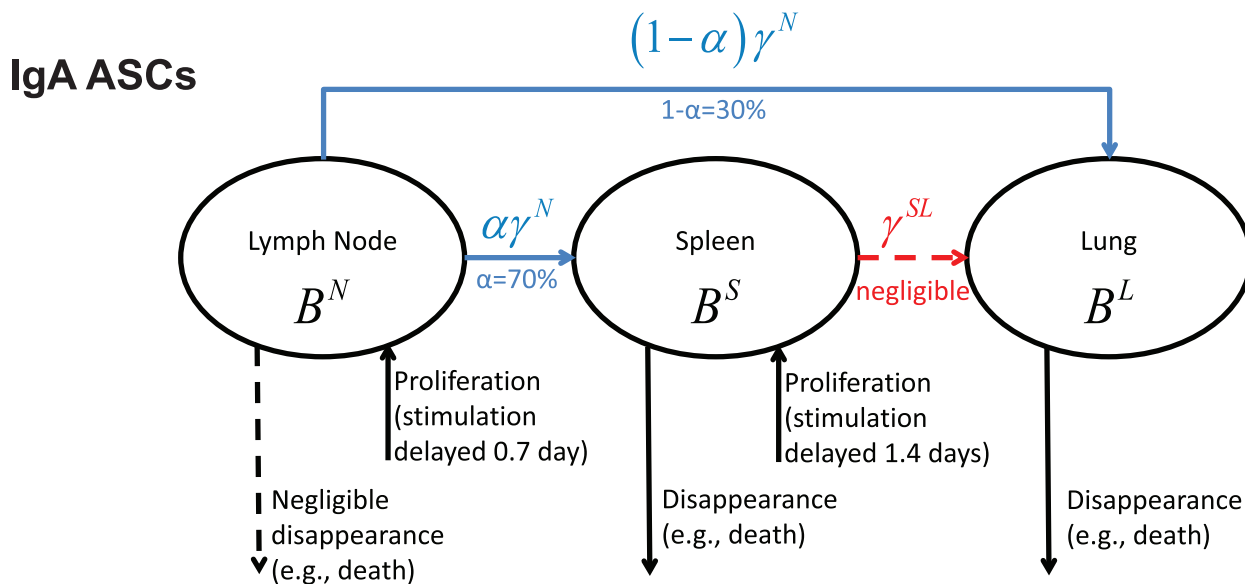 IgA ASCs
(1−α)γ^N
1-α=30%
Lymph Node
B^N
αγ^N
α=70%
Spleen
B^S
γ^SL
negligible
Lung
B^L
Proliferation
(stimulation
delayed 0.7 day)
Proliferation
(stimulation
delayed 1.4 days)
Negligible
disappearance
(e.g., death)
Disappearance
(e.g., death)
Disappearance
(e.g., death)